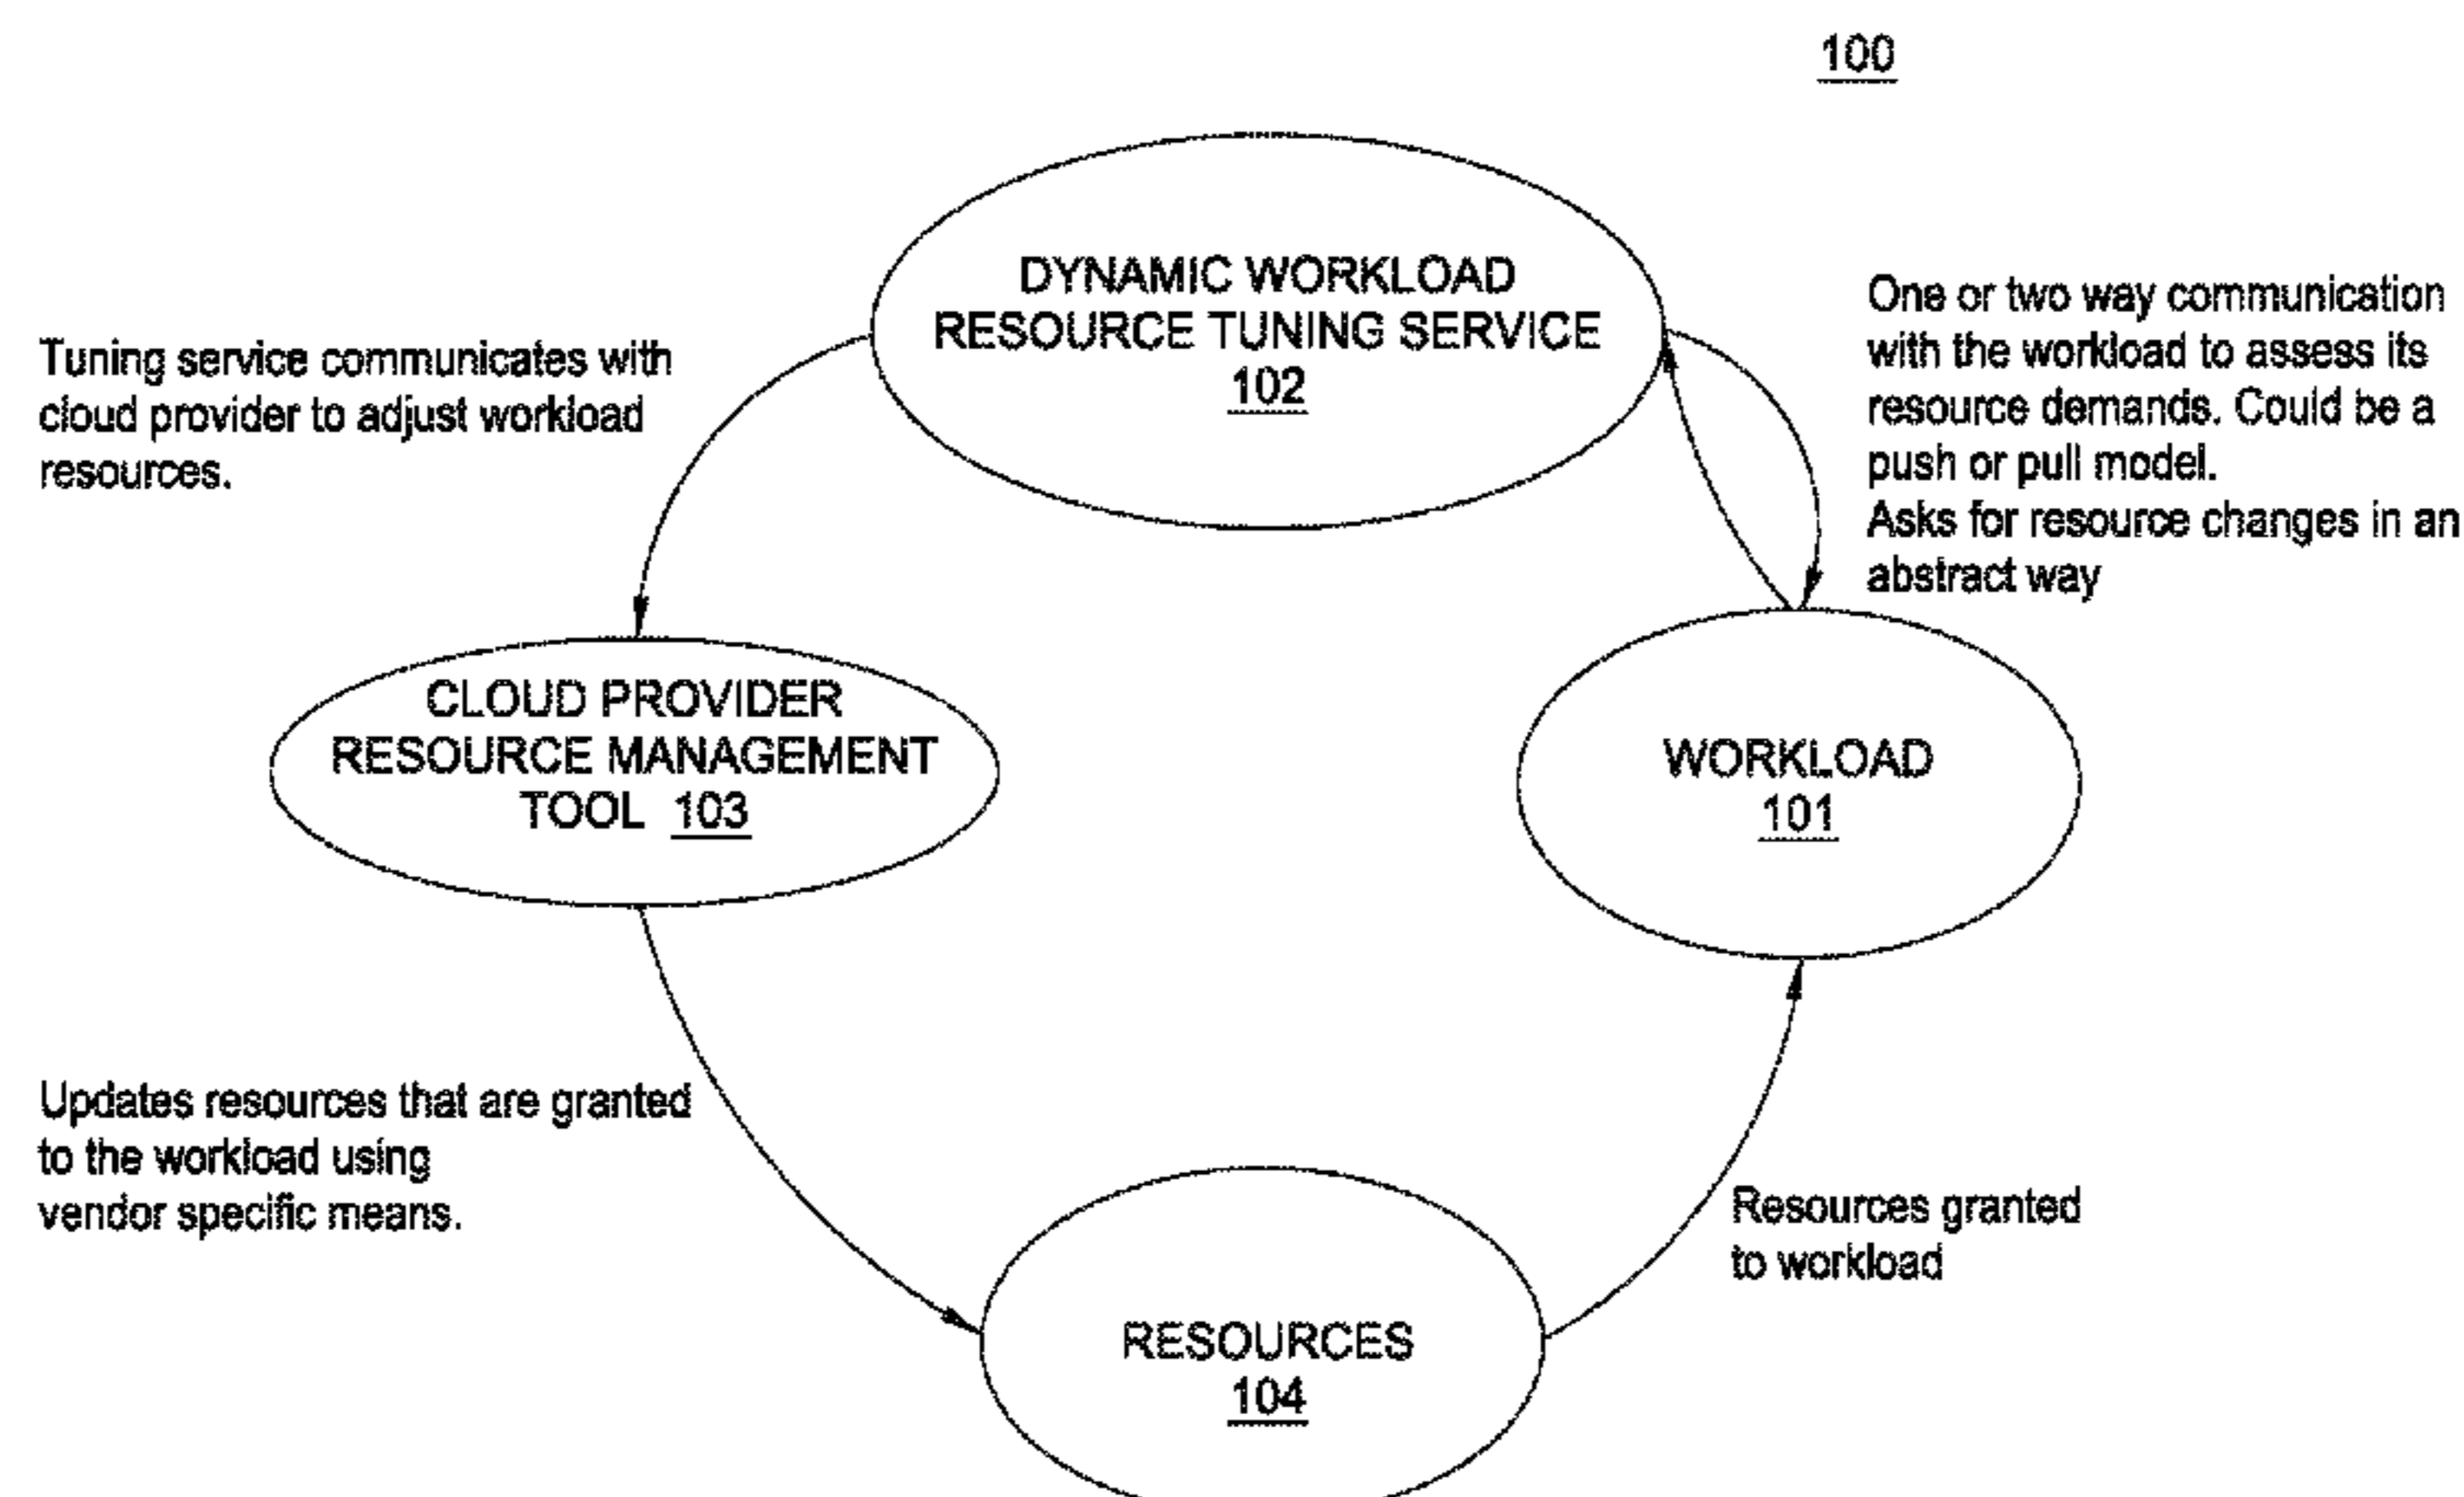 100
DYNAMIC WORKLOAD
RESOURCE TUNING SERVICE
102
Tuning service communicates with
cloud provider to adjust workload
resources.
One or two way communication
with the workload to assess its
resource demands. Could be a
push or pull model.
Asks for resource changes in an
abstract way
CLOUD PROVIDER
RESOURCE MANAGEMENT
TOOL 103
WORKLOAD
101
Updates resources that are granted
to the workload using
vendor specific means.
Resources granted
to workload
RESOURCES
104